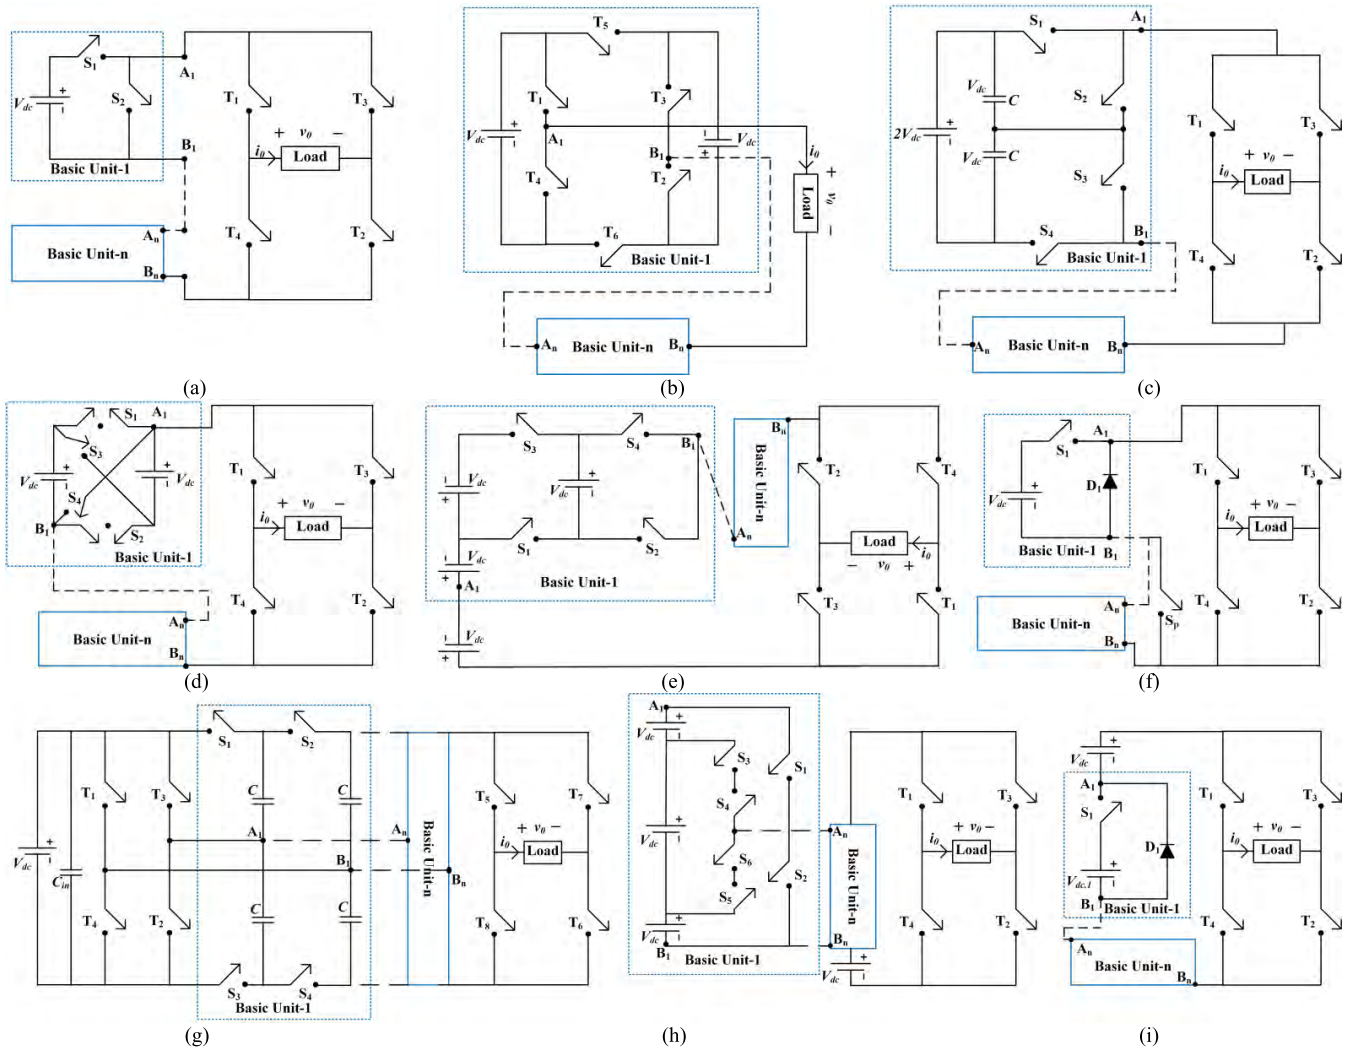 S1
A1
S2
Vdc
+
−
B1
Basic Unit-1
T1
T3
+ v0 −
i0
Load
An
Basic Unit-n
Bn
T4
T2
(a)
T5
T1
T3
Vdc
+
−
A1
B1
−
+
Vdc
T4
T2
T6
Basic Unit-1
i0
+
Load
v0
−
An
Basic Unit-n
Bn
(b)
S1
A1
Vdc
C
S2
2Vdc
+
−
Vdc
C
S3
S4
B1
Basic Unit-1
T1
T3
+ v0 −
i0
Load
T4
T2
An
Basic Unit-n
Bn
(c)
S1
A1
S3
Vdc
+
−
+
−
Vdc
S4
B1
S2
Basic Unit-1
T1
T3
+ v0 −
i0
Load
T4
T2
An
Basic Unit-n
Bn
(d)
S3
S4
B1
−
+
Vdc
Vdc
+
−
S1
S2
−
+
Vdc
A1
Basic Unit-1
−
+
Vdc
Bn
Basic Unit-n
An
T2
T4
Load
− v0 +
i0
T3
T1
(e)
S1
A1
Vdc
+
−
D1
Basic Unit-1
B1
T1
T3
+ v0 −
i0
Load
An
Basic Unit-n
Bn
Sp
T4
T2
(f)
S1
S2
T1
T3
C
C
Vdc
+
−
Cin
A1
B1
An
Bn
Basic Unit-n
T4
T2
C
C
S3
S4
Basic Unit-1
T5
T7
+ v0 −
i0
Load
T8
T6
(g)
A1
Vdc
+
−
S3
S1
S4
Vdc
+
−
S6
S2
S5
Vdc
+
−
B1
Basic Unit-1
An
Basic Unit-n
Bn
Vdc
+
−
T1
T3
+ v0 −
i0
Load
T4
T2
(h)
Vdc
+
−
A1
S1
D1
Vdc,1
+
−
B1
Basic Unit-1
An
Basic Unit-n
Bn
T1
T3
+ v0 −
i0
Load
T4
T2
(i)